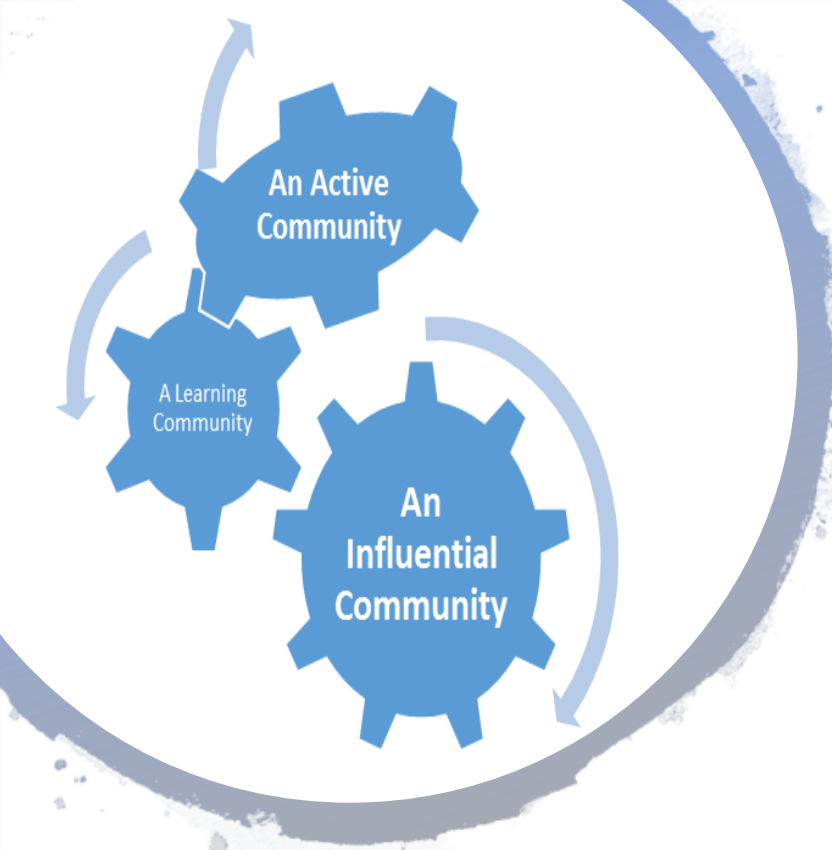 An Active
Community
A Learning
Community
An
Influential
Community